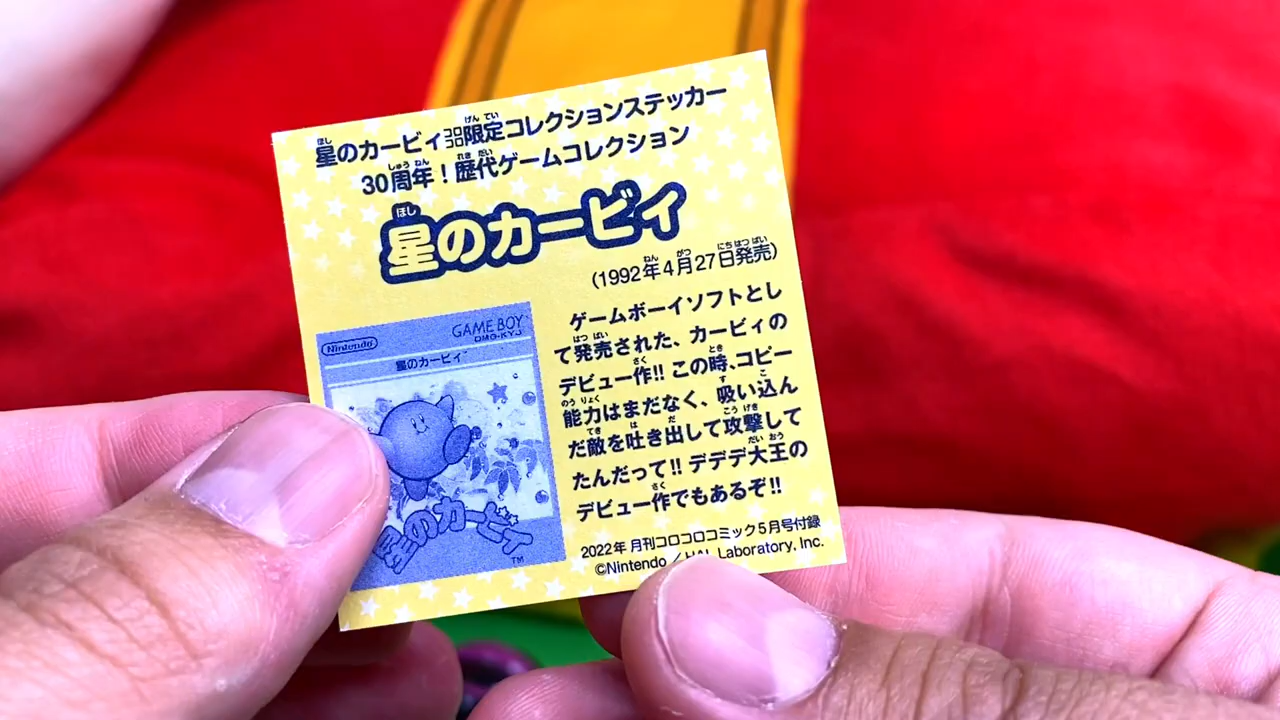 星のカービィコロコロ限定コレクションステッカー
30周年！歴代ゲームコレクション
星のカービィ
(1992年4月27日発売)
Nintendo
GAME BOY
DMG-KYJ
星のカービィ
星のカービィ
TM
ゲームボーイソフトとし
て発売された、カービィの
デビュー作!! この時、コピー
能力はまだなく、吸い込ん
だ敵を吐き出して攻撃して
たんだって!! デデデ大王の
デビュー作でもあるぞ!!
2022年 月刊コロコロコミック5月号付録
©Nintendo / HAL Laboratory, Inc.